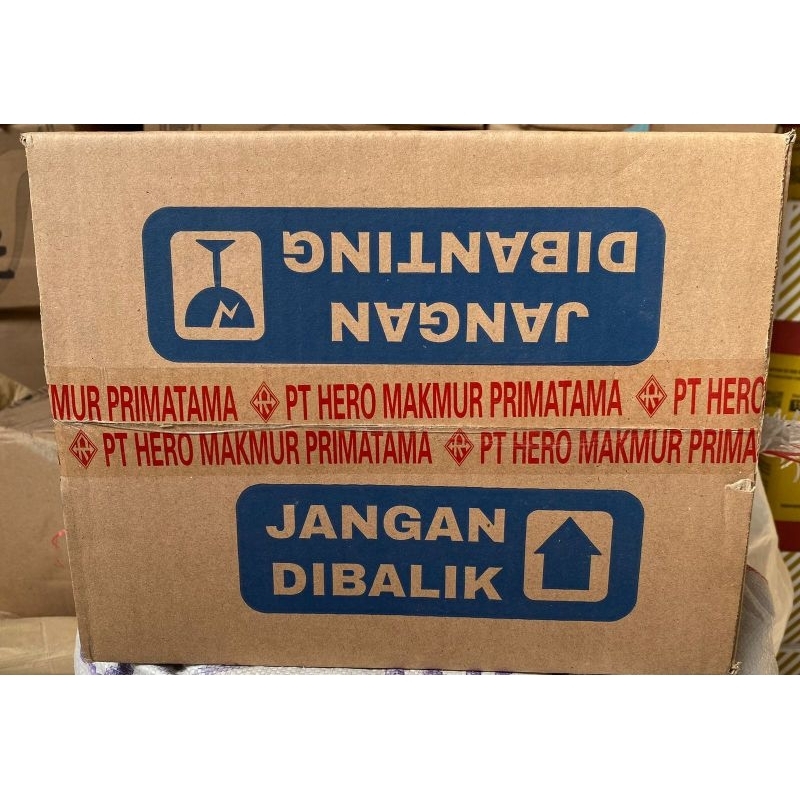 JANGAN
DIBANTING
MUR PRIMATAMA PT HERO MAKMUR PRIMATAMA PT HERO
PT HERO MAKMUR PRIMATAMA PT HERO MAKMUR PRIMA
JANGAN
DIBALIK